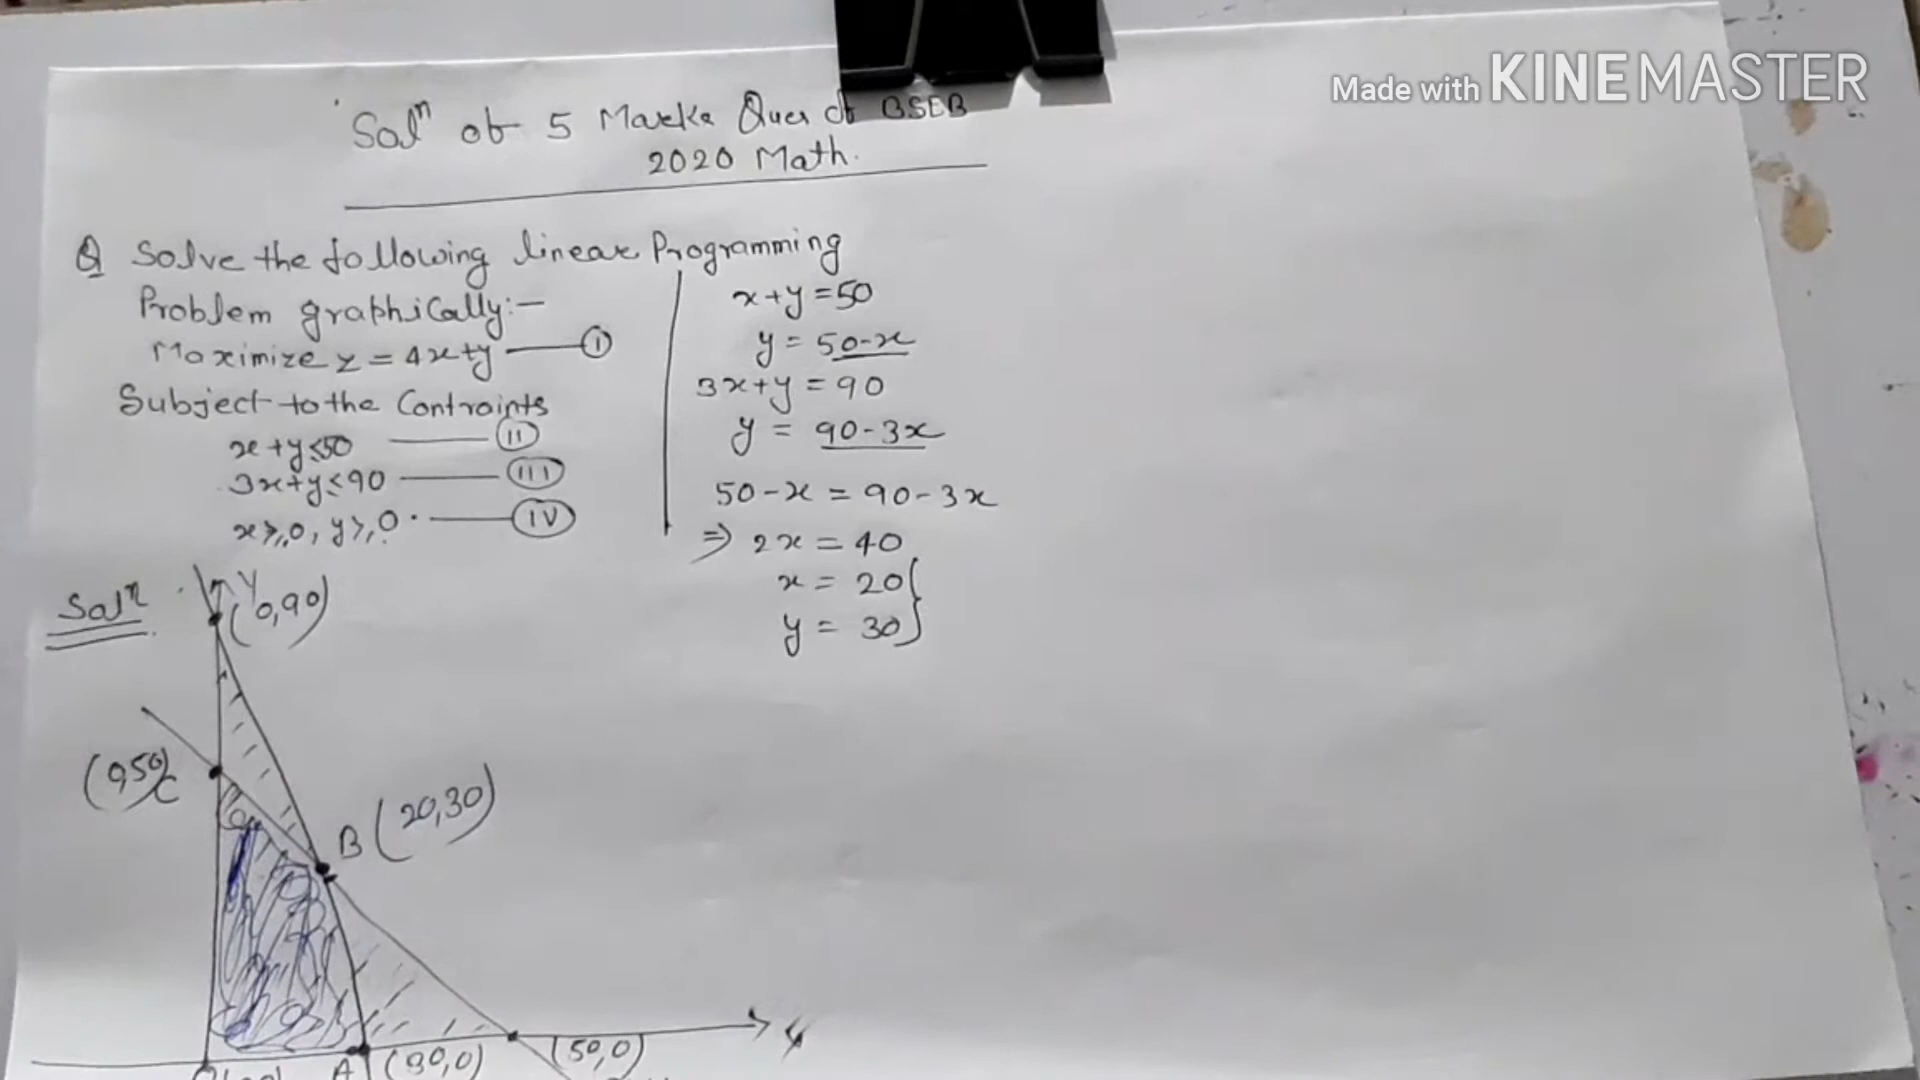 Made with KINEMASTER
Solⁿ of 5 Marks Ques of BSEB
2020 Math.
Q Solve the following linear Programming
Problem graphically:-
Maximize z = 4x+y —— I
Subject to the Contraints
x+y≤50 —— II
3x+y≤90 —— III
x≥0, y≥0. —— IV
x+y=50
y = 50-x
3x+y = 90
y = 90-3x
50-x = 90-3x
⇒ 2x = 40
x = 20
y = 30
Solⁿ
Y
(0,90)
(0,50)C
B (20,30)
A (30,0)
(50,0)
X